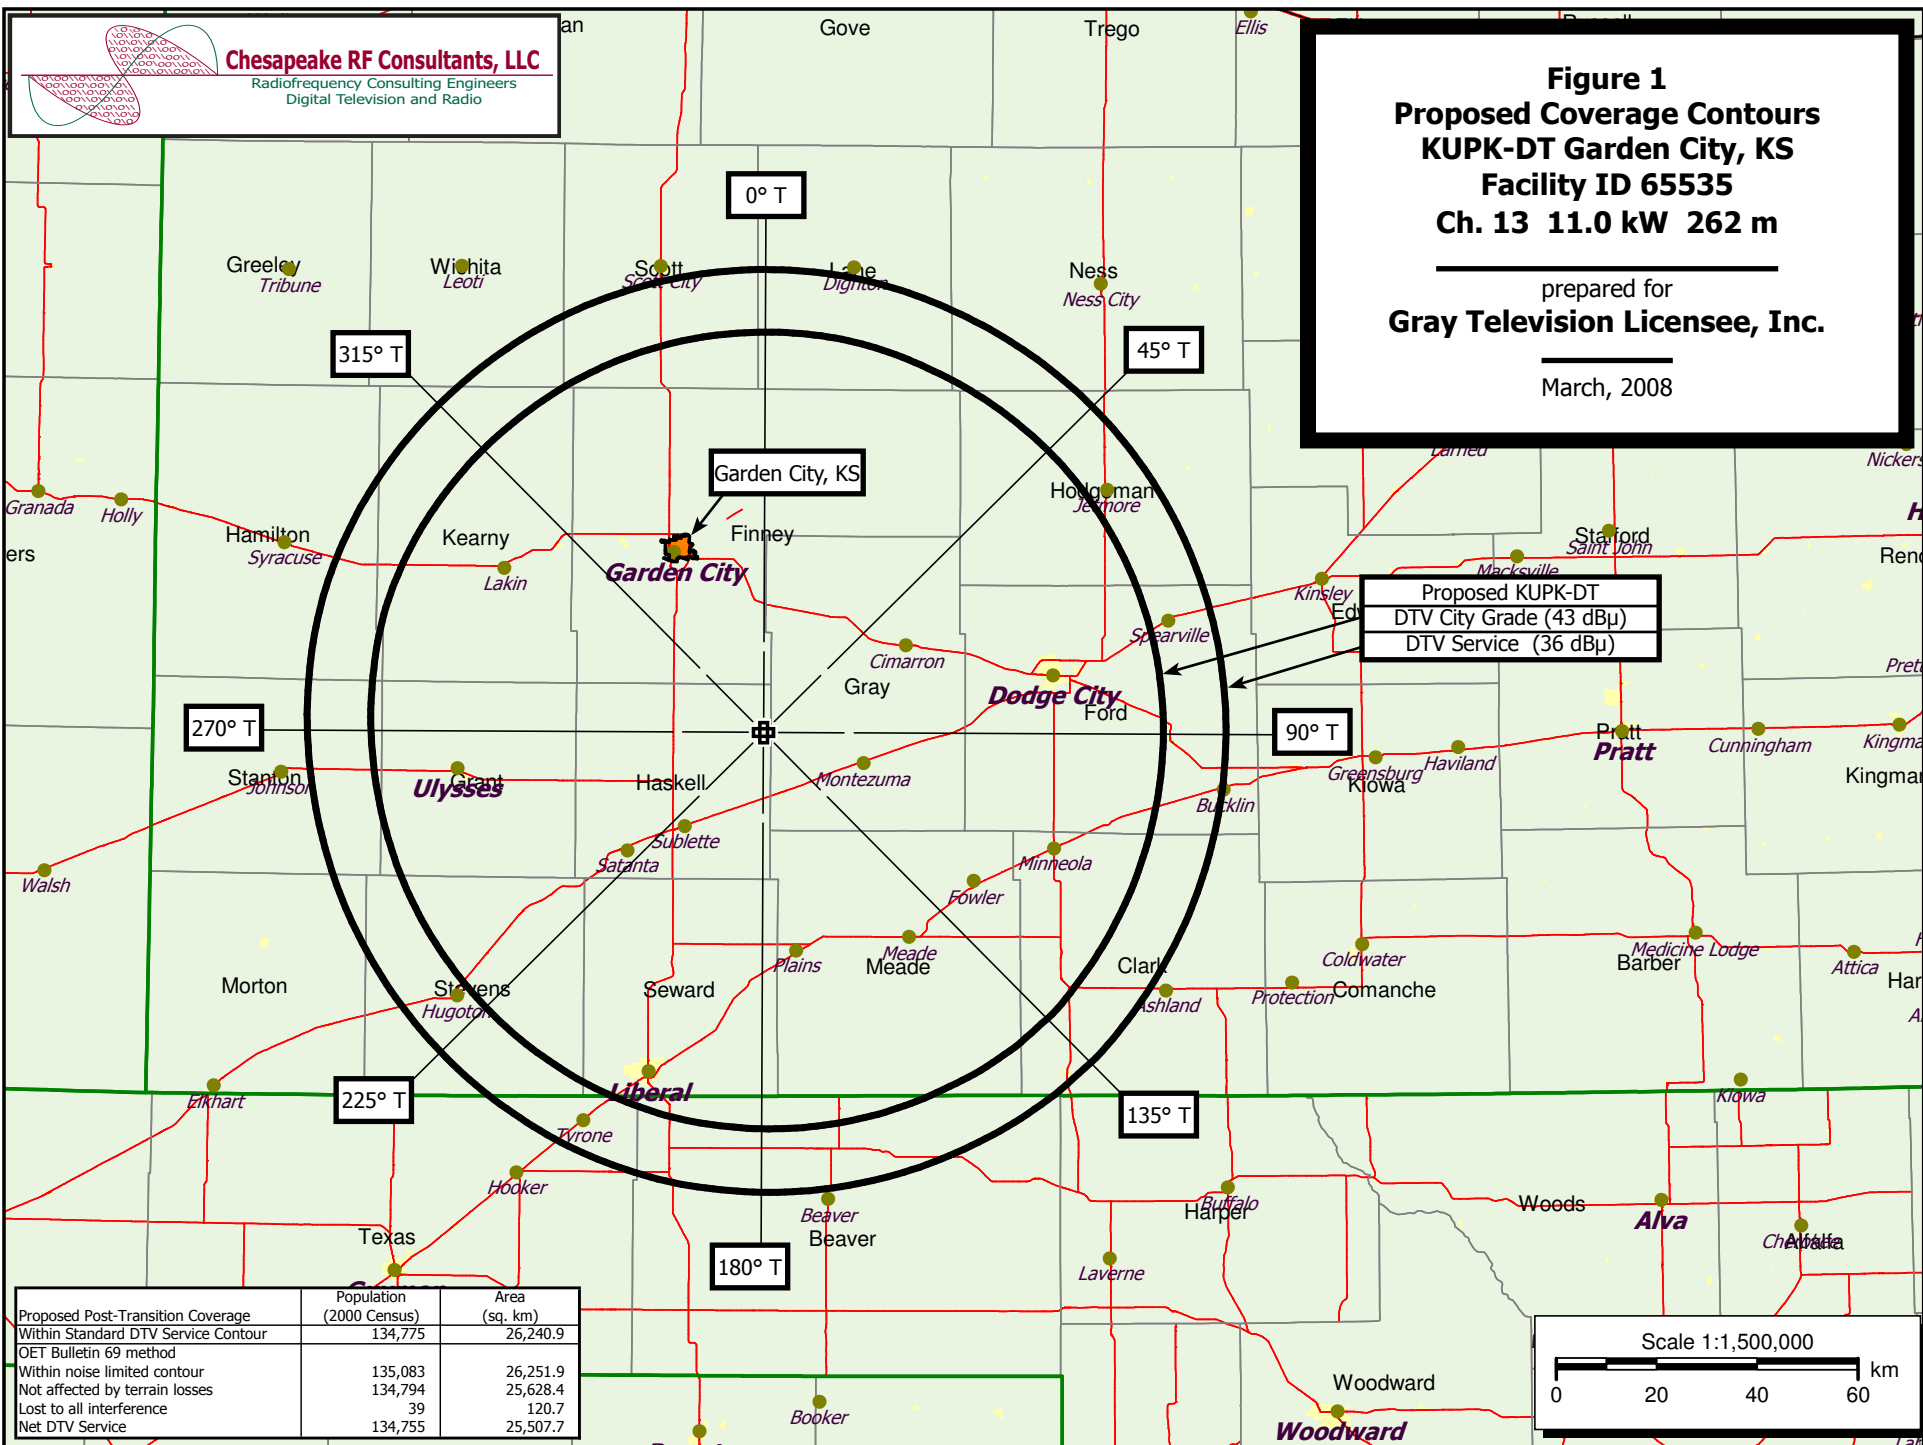 Chesapeake RF Consultants, LLC
Radiofrequency Consulting Engineers
Digital Television and Radio
Figure 1
Proposed Coverage Contours
KUPK-DT Garden City, KS
Facility ID 65535
Ch. 13 11.0 kW 262 m
prepared for
Gray Television Licensee, Inc.
March, 2008
Gove
Trego
Ellis
0° T
Greeley
Tribune
Wichita
Leoti
Scott
Scott City
Lane
Dighton
Ness
Ness City
315° T
45° T
Garden City, KS
Granada
Holly
Hamilton
Syracuse
Kearny
Lakin
Garden City
Finney
Hodgeman
Jetmore
Larned
Stafford
Saint John
Macksville
Kinsley
Spearville
Cimarron
Gray
Dodge City
Ford
Proposed KUPK-DT
DTV City Grade (43 dBµ)
DTV Service (36 dBµ)
270° T
90° T
Stanton
Johnson
Grant
Ulysses
Haskell
Montezuma
Sublette
Satanta
Bucklin
Greensburg
Haviland
Kiowa
Pratt
Pratt
Cunningham
Walsh
Minneola
Fowler
Plains
Meade
Meade
Clark
Ashland
Protection
Coldwater
Comanche
Medicine Lodge
Barber
Attica
Morton
Stevens
Hugoton
Seward
Liberal
Elkhart
225° T
135° T
Kiowa
Tyrone
Hooker
Texas
Beaver
Beaver
180° T
Buffalo
Harper
Laverne
Woods
Alva
Cherokee
Alfalfa
Booker
Woodward
Woodward
Proposed Post-Transition Coverage Population (2000 Census) Area (sq. km)
Within Standard DTV Service Contour 134,775 26,240.9
OET Bulletin 69 method
Within noise limited contour 135,083 26,251.9
Not affected by terrain losses 134,794 25,628.4
Lost to all interference 39 120.7
Net DTV Service 134,755 25,507.7
Scale 1:1,500,000
0 20 40 60 km